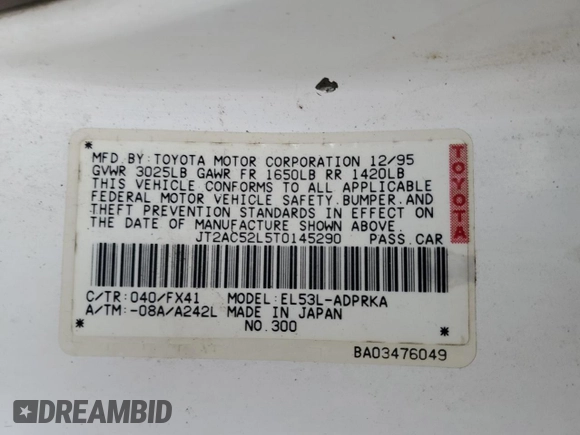 MFD.BY:TOYOTA MOTOR CORPORATION 12/95
GVWR 3025LB GAWR FR 1650LB RR 1420LB
THIS VEHICLE CONFORMS TO ALL APPLICABLE
FEDERAL MOTOR VEHICLE SAFETY.BUMPER,AND
THEFT PREVENTION STANDARDS IN EFFECT ON
THE DATE OF MANUFACTURE SHOWN ABOVE.
JT2AC52L5T0145290 PASS.CAR
TOYOTA
C/TR:040/FX41 MODEL:EL53L-ADPRKA
A/TM:-08A/A242L MADE IN JAPAN
NO.300
BA03476049
DREAMBID